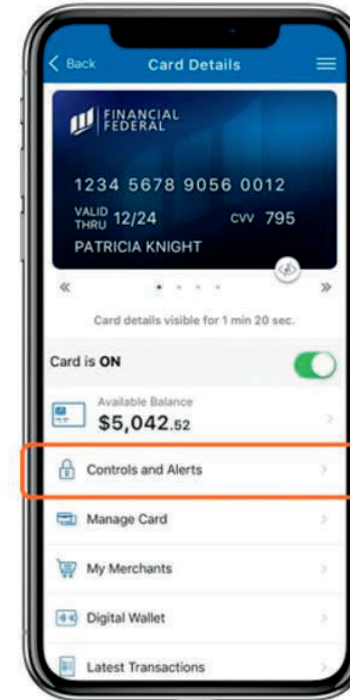 Back Card Details
FINANCIAL
FEDERAL
1234 5678 9056 0012
VALID
THRU 12/24 CVV 795
PATRICIA KNIGHT
« »
Card details visible for 1 min 20 sec.
Card is ON
Available Balance
$5,042.52
Controls and Alerts
Manage Card
My Merchants
Digital Wallet
Latest Transactions